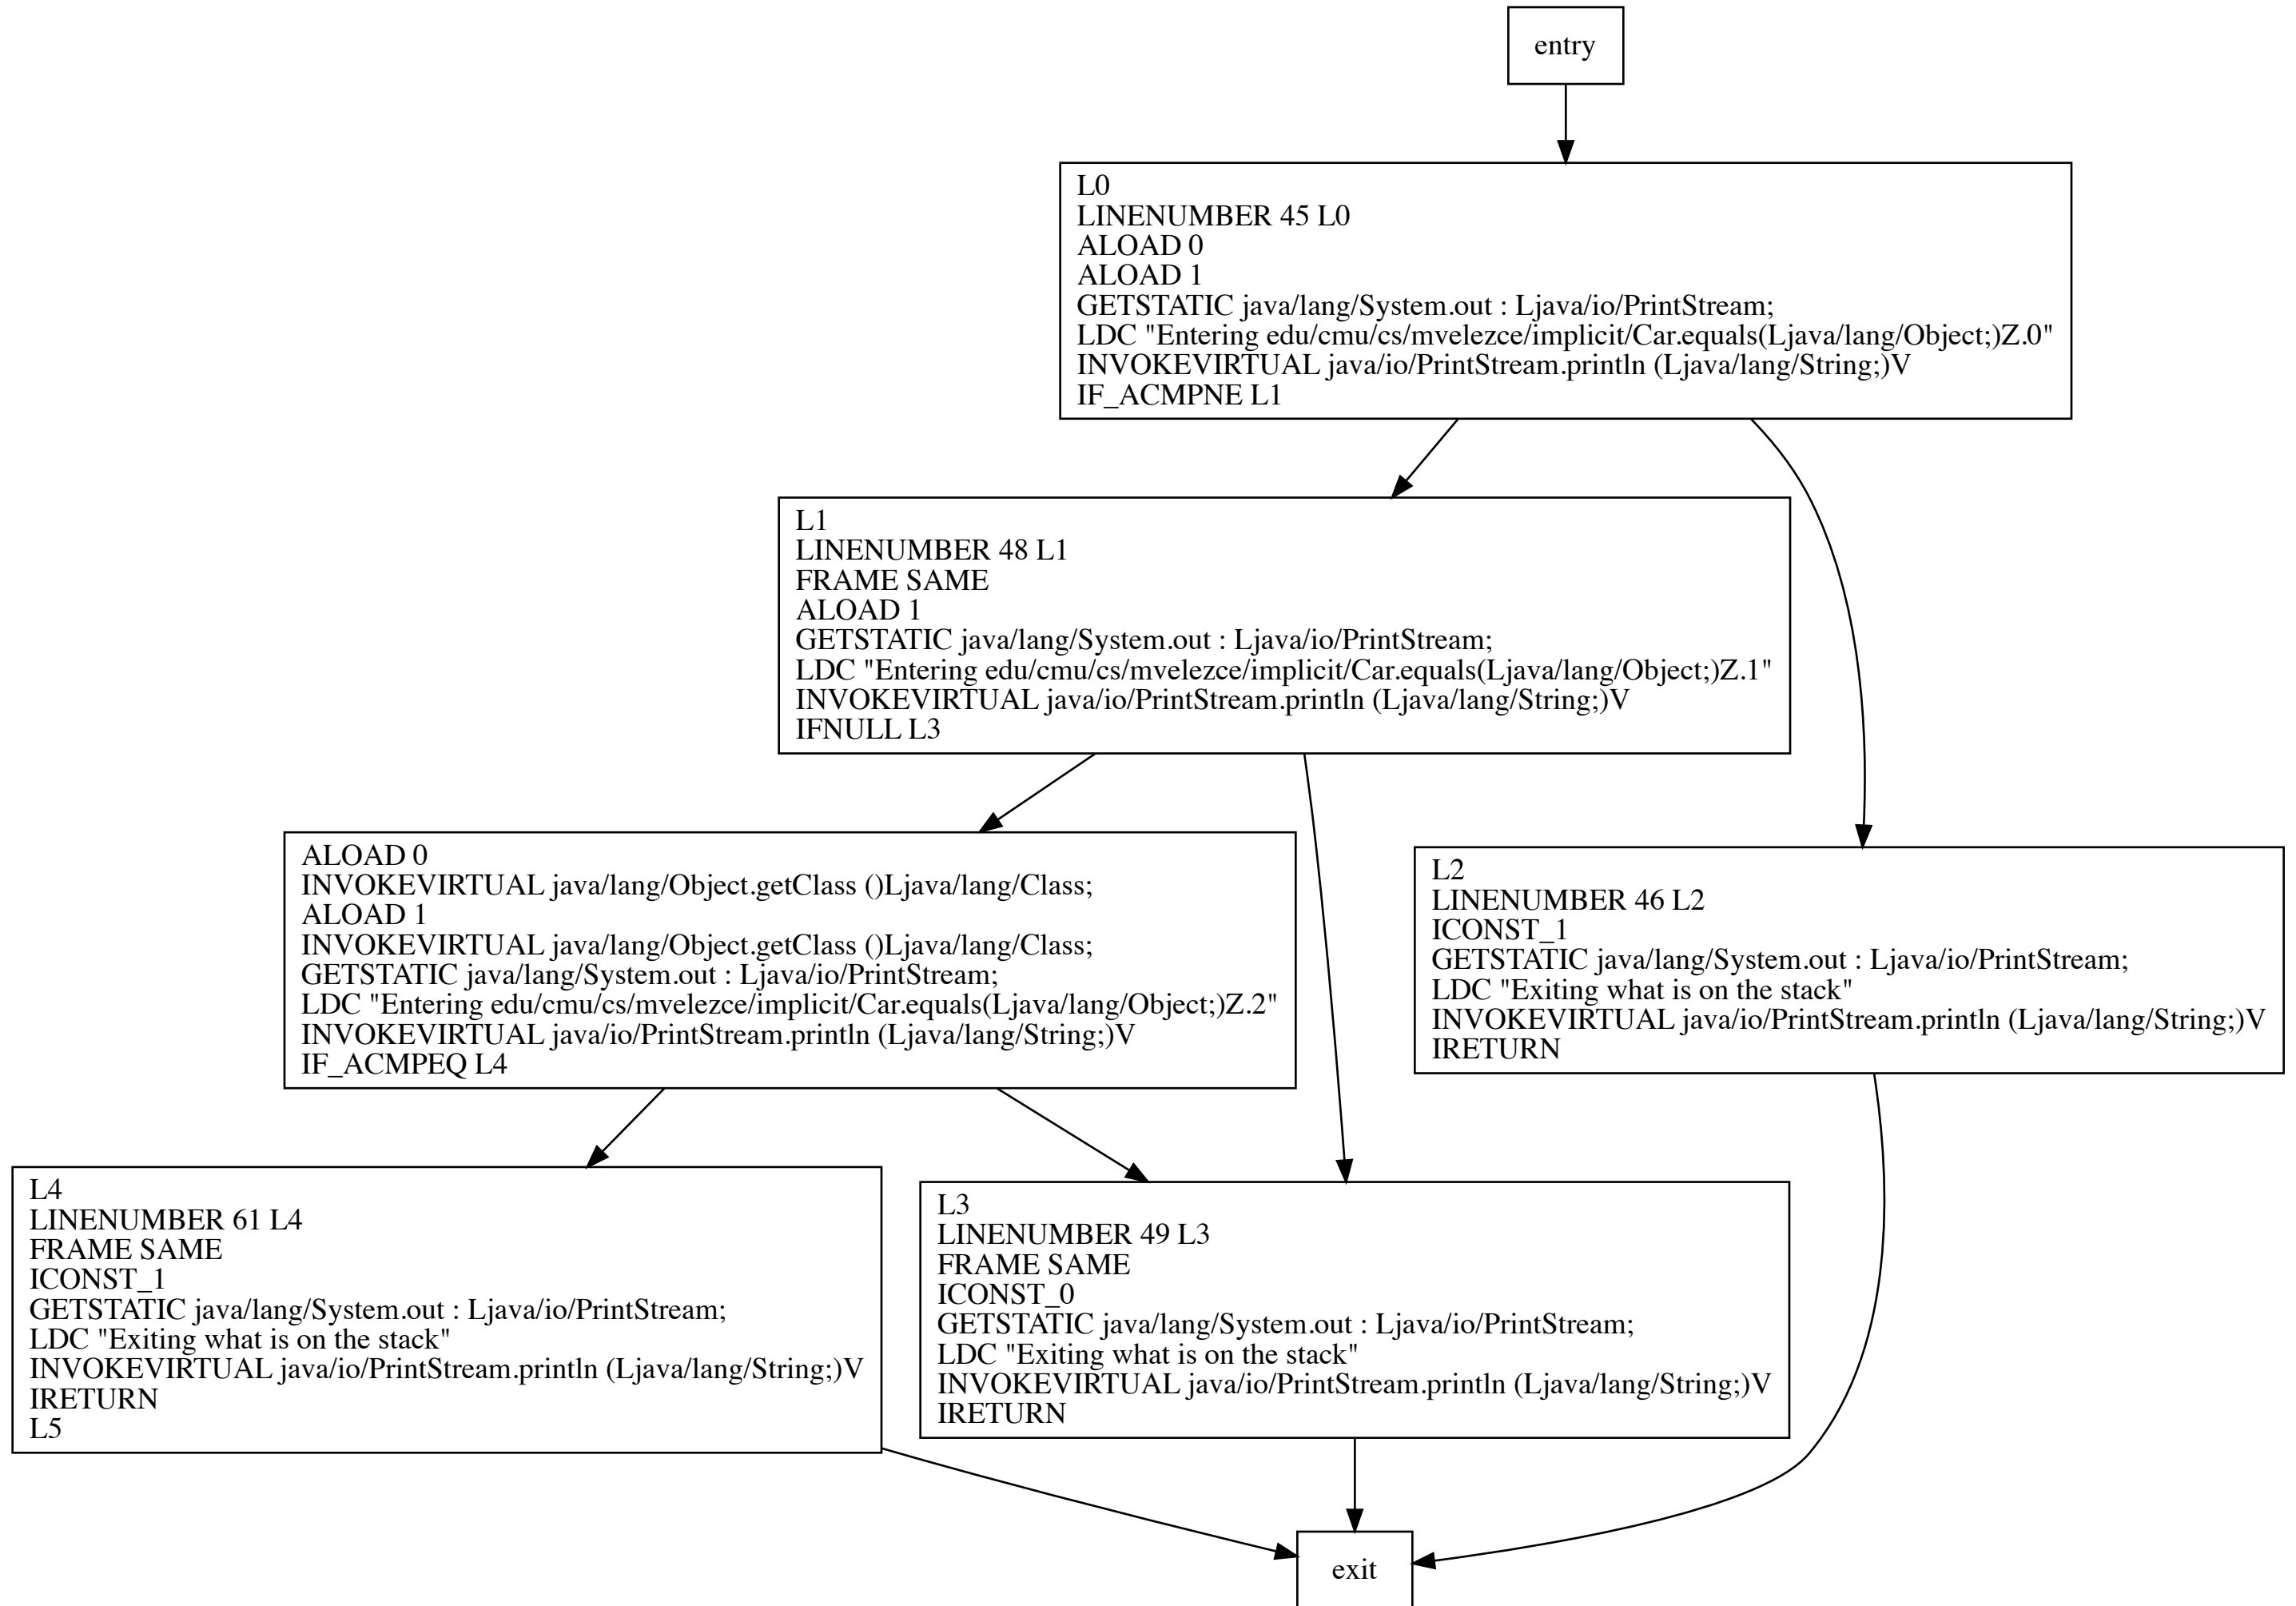 entry
L0
LINENUMBER 45 L0
ALOAD 0
ALOAD 1
GETSTATIC java/lang/System.out : Ljava/io/PrintStream;
LDC "Entering edu/cmu/cs/mvelezce/implicit/Car.equals(Ljava/lang/Object;)Z.0"
INVOKEVIRTUAL java/io/PrintStream.println (Ljava/lang/String;)V
IF_ACMPNE L1
L1
LINENUMBER 48 L1
FRAME SAME
ALOAD 1
GETSTATIC java/lang/System.out : Ljava/io/PrintStream;
LDC "Entering edu/cmu/cs/mvelezce/implicit/Car.equals(Ljava/lang/Object;)Z.1"
INVOKEVIRTUAL java/io/PrintStream.println (Ljava/lang/String;)V
IFNULL L3
ALOAD 0
INVOKEVIRTUAL java/lang/Object.getClass ()Ljava/lang/Class;
ALOAD 1
INVOKEVIRTUAL java/lang/Object.getClass ()Ljava/lang/Class;
GETSTATIC java/lang/System.out : Ljava/io/PrintStream;
LDC "Entering edu/cmu/cs/mvelezce/implicit/Car.equals(Ljava/lang/Object;)Z.2"
INVOKEVIRTUAL java/io/PrintStream.println (Ljava/lang/String;)V
IF_ACMPEQ L4
L2
LINENUMBER 46 L2
ICONST_1
GETSTATIC java/lang/System.out : Ljava/io/PrintStream;
LDC "Exiting what is on the stack"
INVOKEVIRTUAL java/io/PrintStream.println (Ljava/lang/String;)V
IRETURN
L4
LINENUMBER 61 L4
FRAME SAME
ICONST_1
GETSTATIC java/lang/System.out : Ljava/io/PrintStream;
LDC "Exiting what is on the stack"
INVOKEVIRTUAL java/io/PrintStream.println (Ljava/lang/String;)V
IRETURN
L5
L3
LINENUMBER 49 L3
FRAME SAME
ICONST_0
GETSTATIC java/lang/System.out : Ljava/io/PrintStream;
LDC "Exiting what is on the stack"
INVOKEVIRTUAL java/io/PrintStream.println (Ljava/lang/String;)V
IRETURN
exit